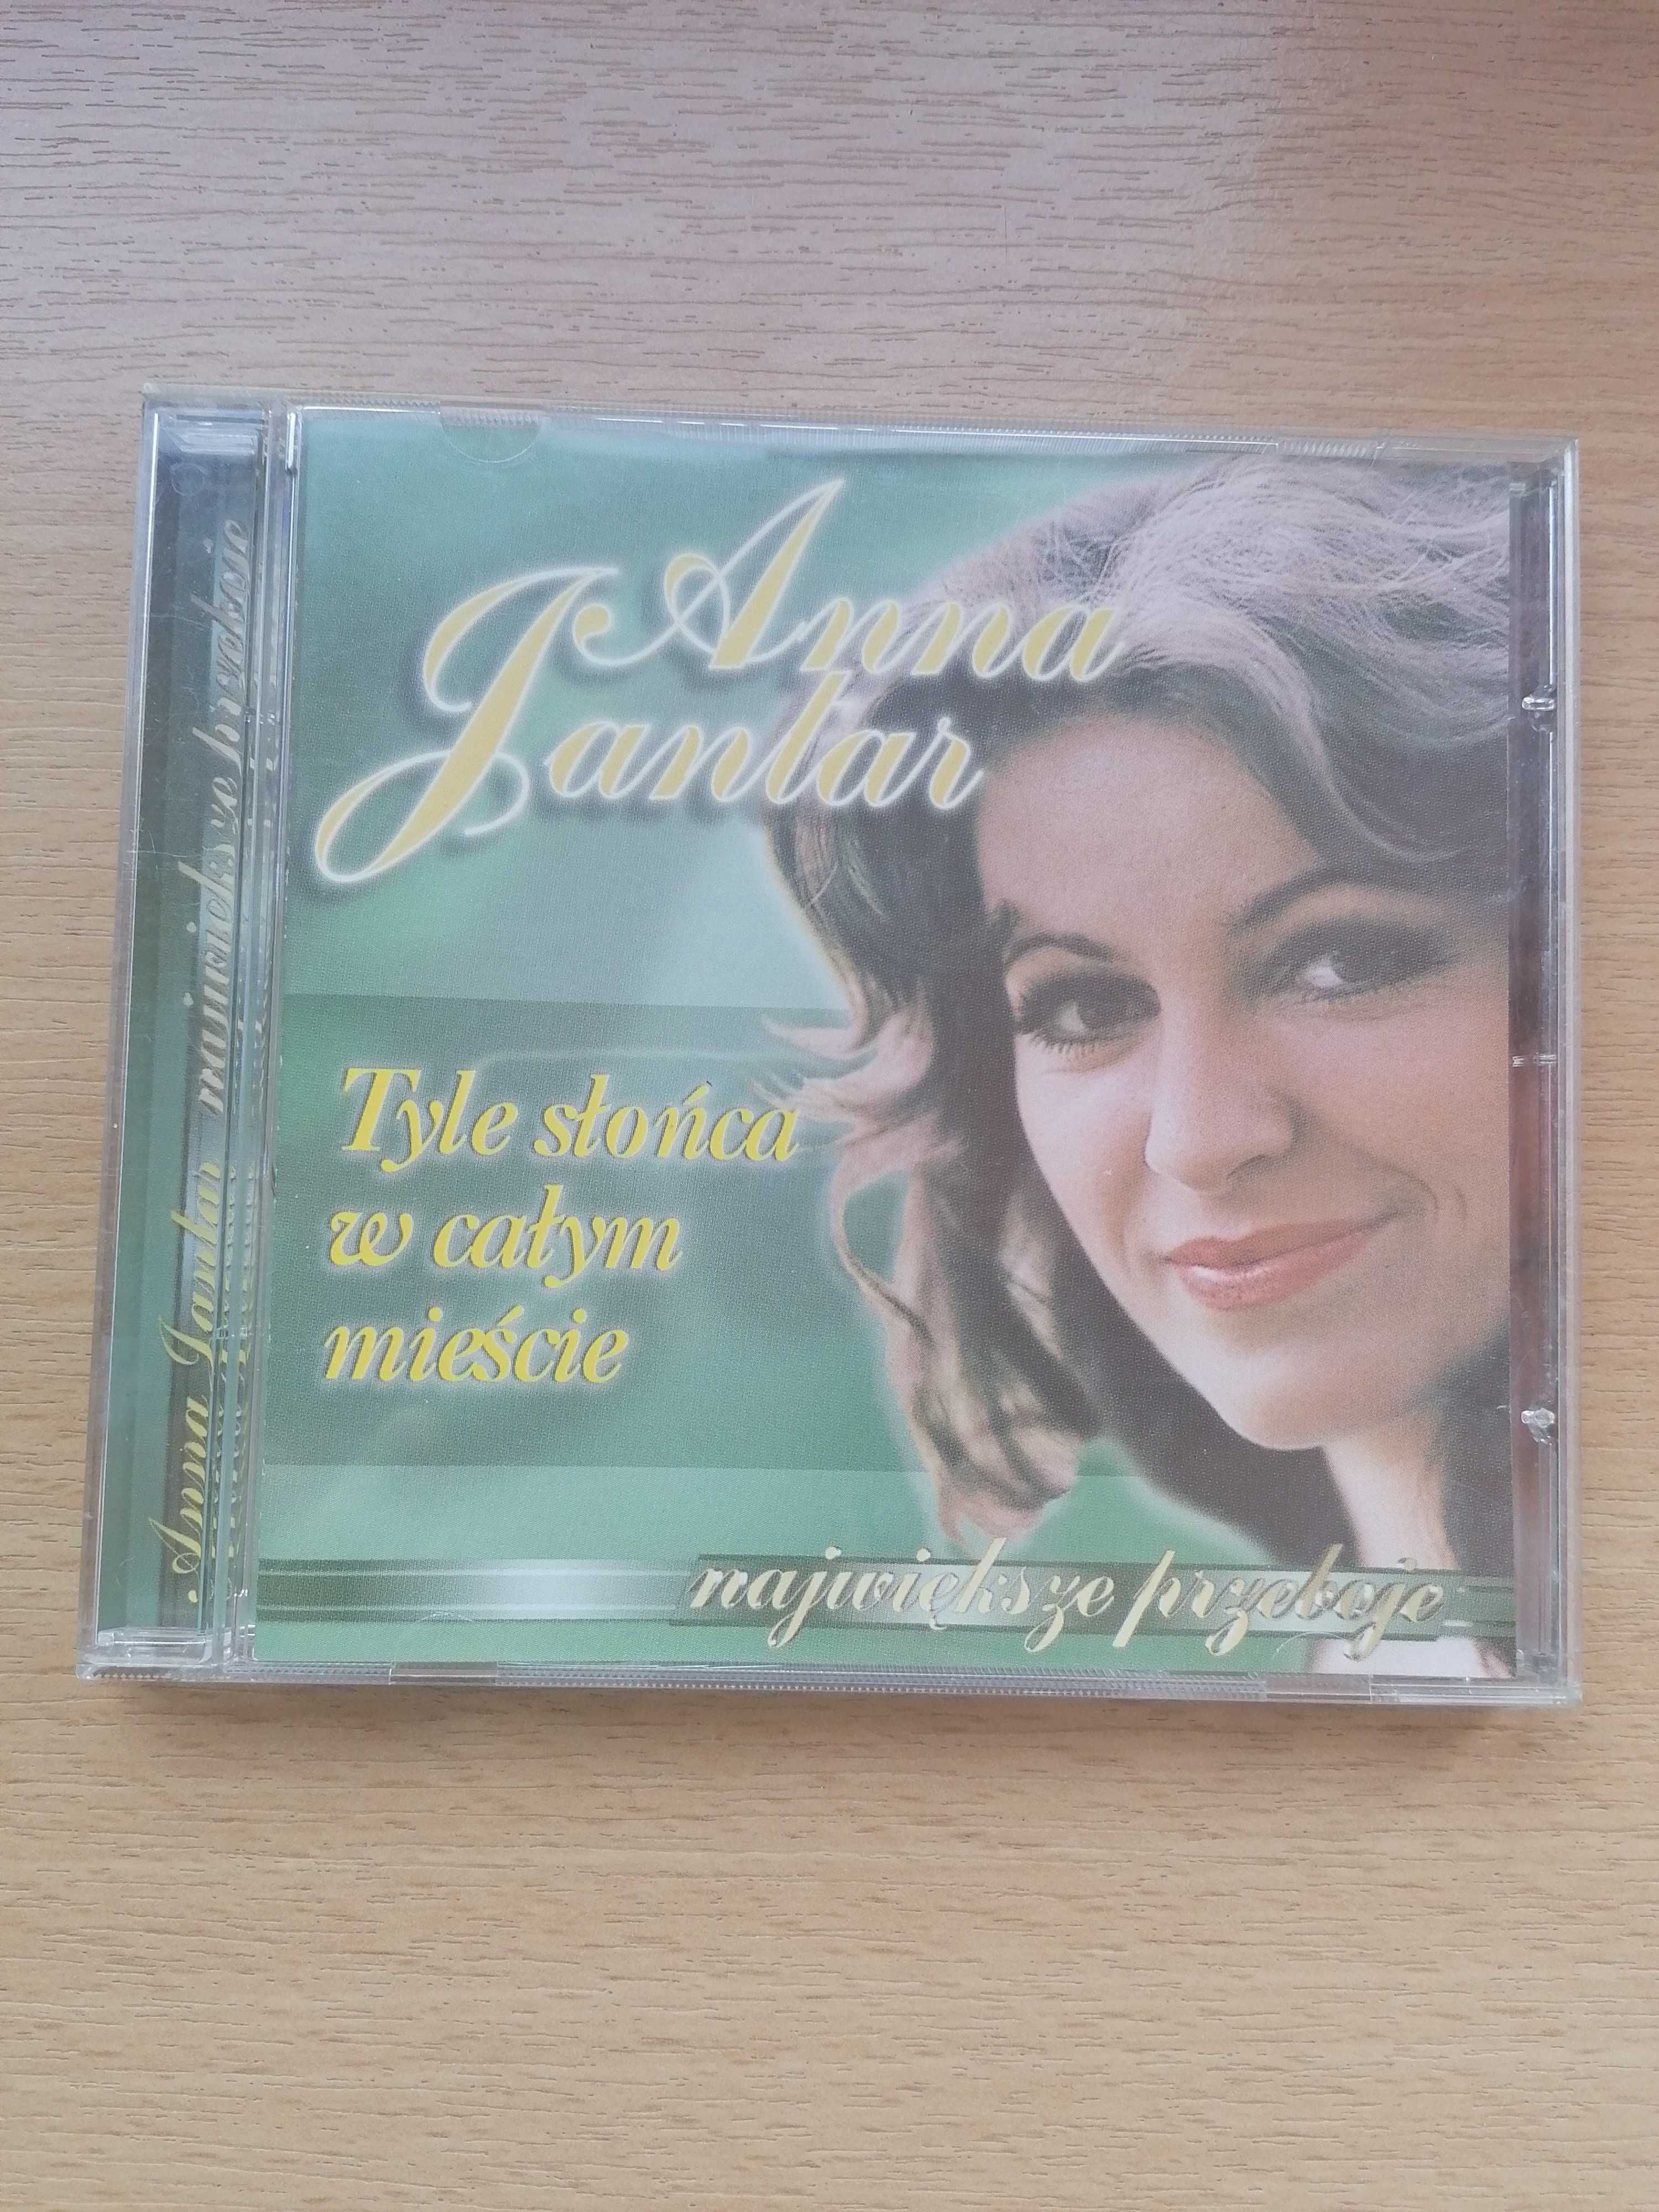 Anna
Jantar
Tyle słońca
w całym
mieście
największe przeboje
Anna Jantar największe przeboje